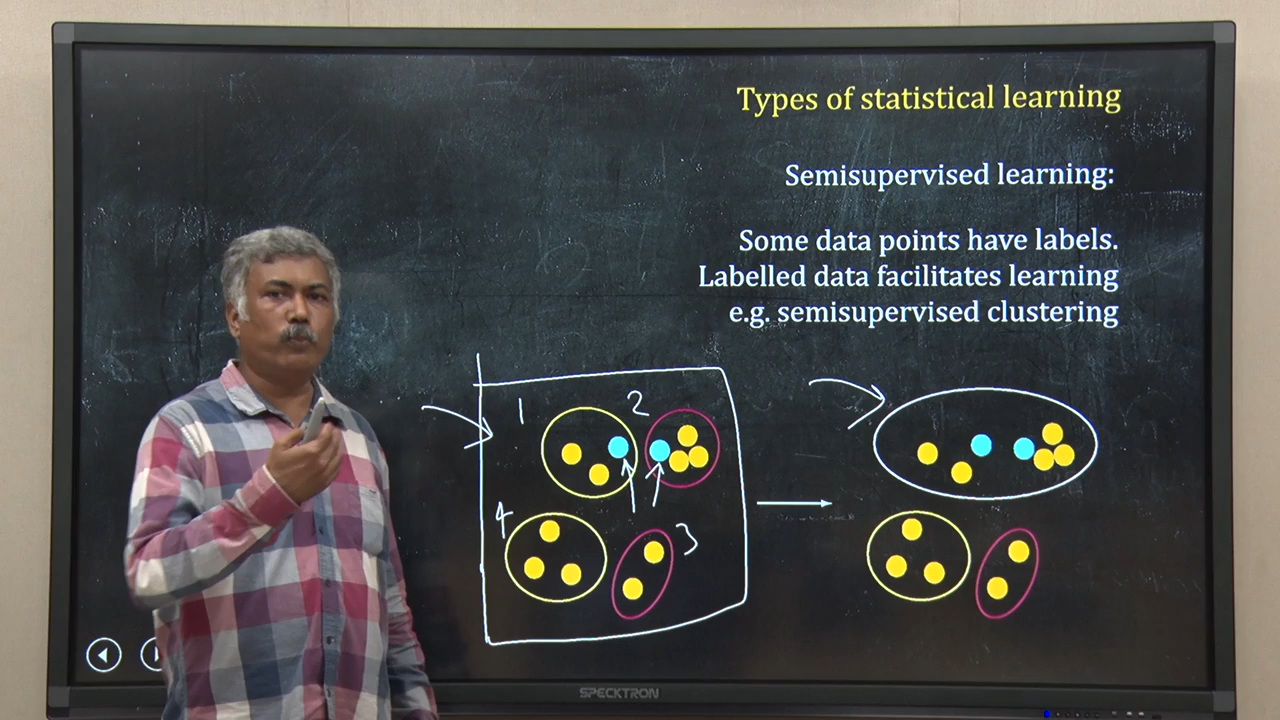 Types of statistical learning
Semisupervised learning:
Some data points have labels.
Labelled data facilitates learning
e.g. semisupervised clustering
1 2
4 3
SPECKTRON